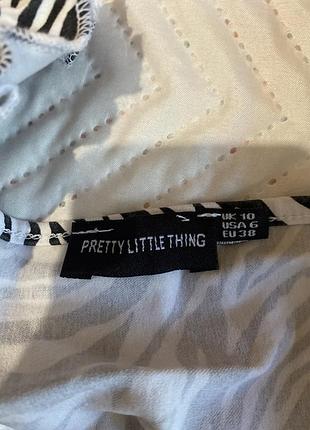 PRETTY LITTLE THING
UK 10
USA 6
EU 38